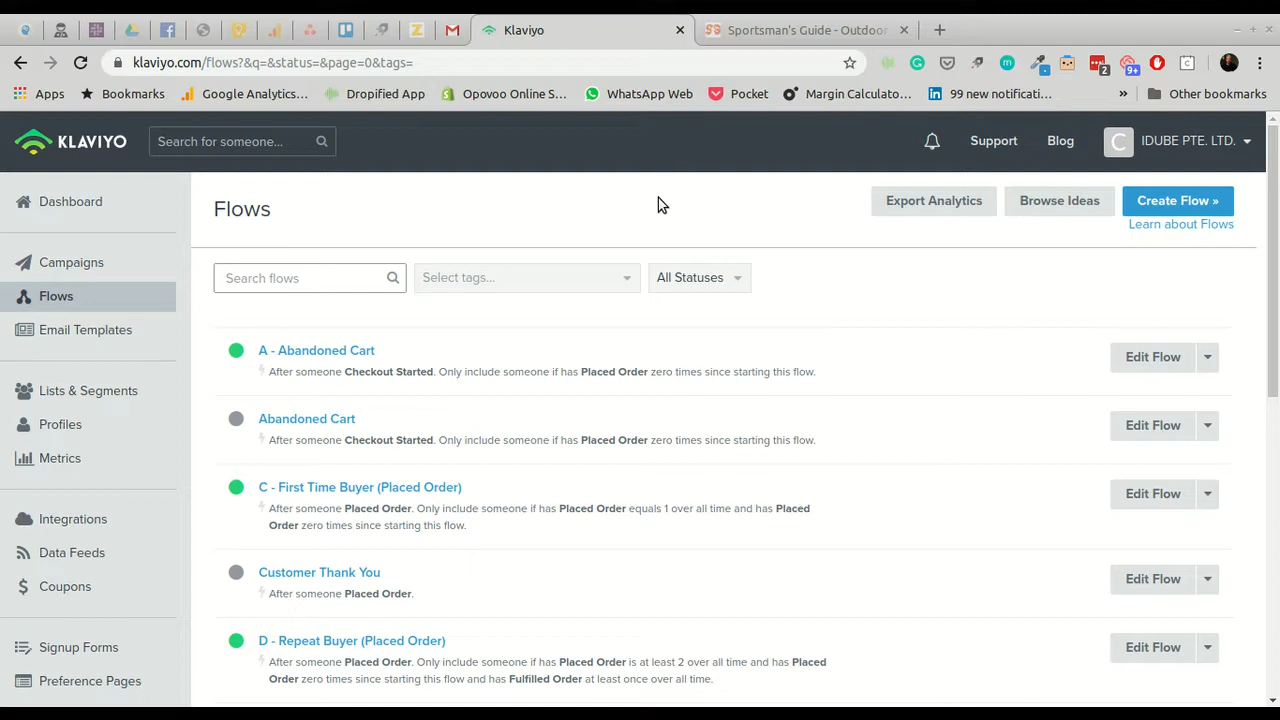 Klaviyo
Sportsman's Guide - Outdoor
klaviyo.com/flows?&q=&status=&page=0&tags=
2
9+
Apps
Bookmarks
Google Analytics...
Dropified App
Opovoo Online S...
WhatsApp Web
Pocket
Margin Calculato...
99 new notificati...
»
Other bookmarks
KLAVIYO
Search for someone...
Support
Blog
C
IDUBE PTE. LTD.
Dashboard
Campaigns
Flows
Email Templates
Lists & Segments
Profiles
Metrics
Integrations
Data Feeds
Coupons
Signup Forms
Preference Pages
Flows
Export Analytics
Browse Ideas
Create Flow »
Learn about Flows
Search flows
Select tags...
All Statuses
A - Abandoned Cart
After someone Checkout Started. Only include someone if has Placed Order zero times since starting this flow.
Edit Flow
Abandoned Cart
After someone Checkout Started. Only include someone if has Placed Order zero times since starting this flow.
Edit Flow
C - First Time Buyer (Placed Order)
After someone Placed Order. Only include someone if has Placed Order equals 1 over all time and has Placed
Order zero times since starting this flow.
Edit Flow
Customer Thank You
After someone Placed Order.
Edit Flow
D - Repeat Buyer (Placed Order)
After someone Placed Order. Only include someone if has Placed Order is at least 2 over all time and has Placed
Order zero times since starting this flow and has Fulfilled Order at least once over all time.
Edit Flow